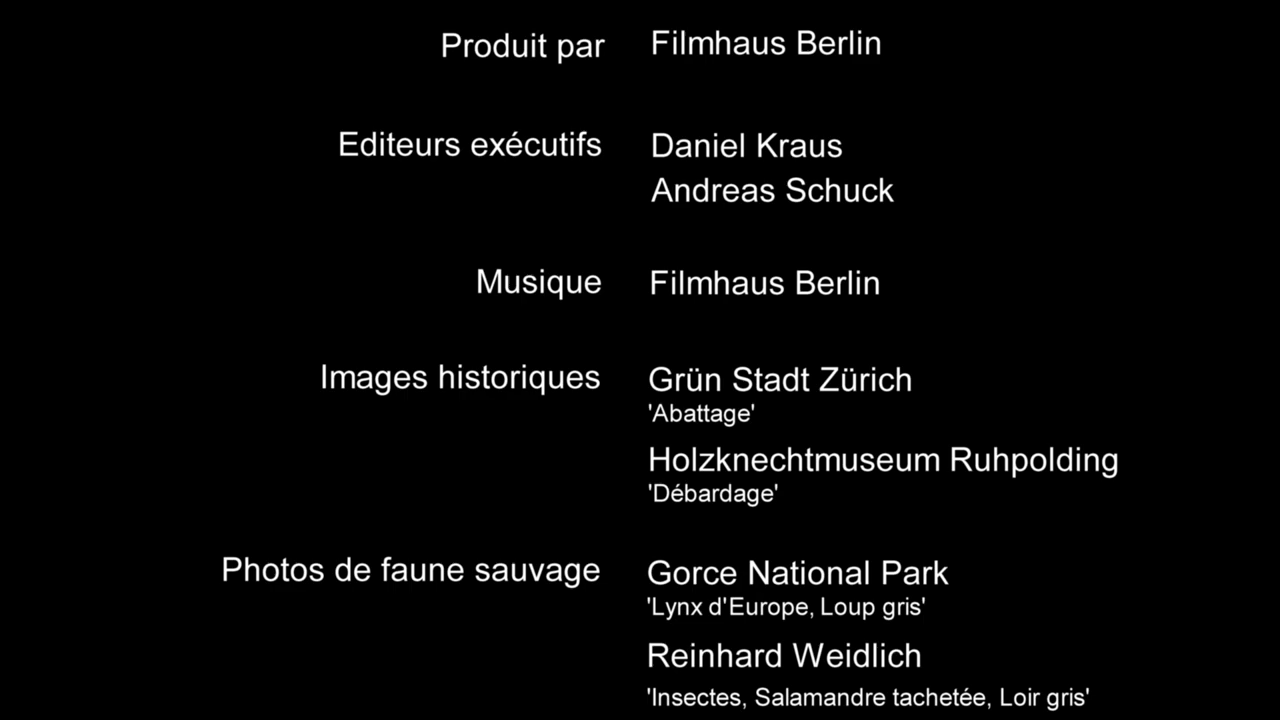 Produit par Filmhaus Berlin
Editeurs exécutifs Daniel Kraus
Andreas Schuck
Musique Filmhaus Berlin
Images historiques Grün Stadt Zürich
'Abattage'
Holzknechtmuseum Ruhpolding
'Débardage'
Photos de faune sauvage Gorce National Park
'Lynx d'Europe, Loup gris'
Reinhard Weidlich
'Insectes, Salamandre tachetée, Loir gris'